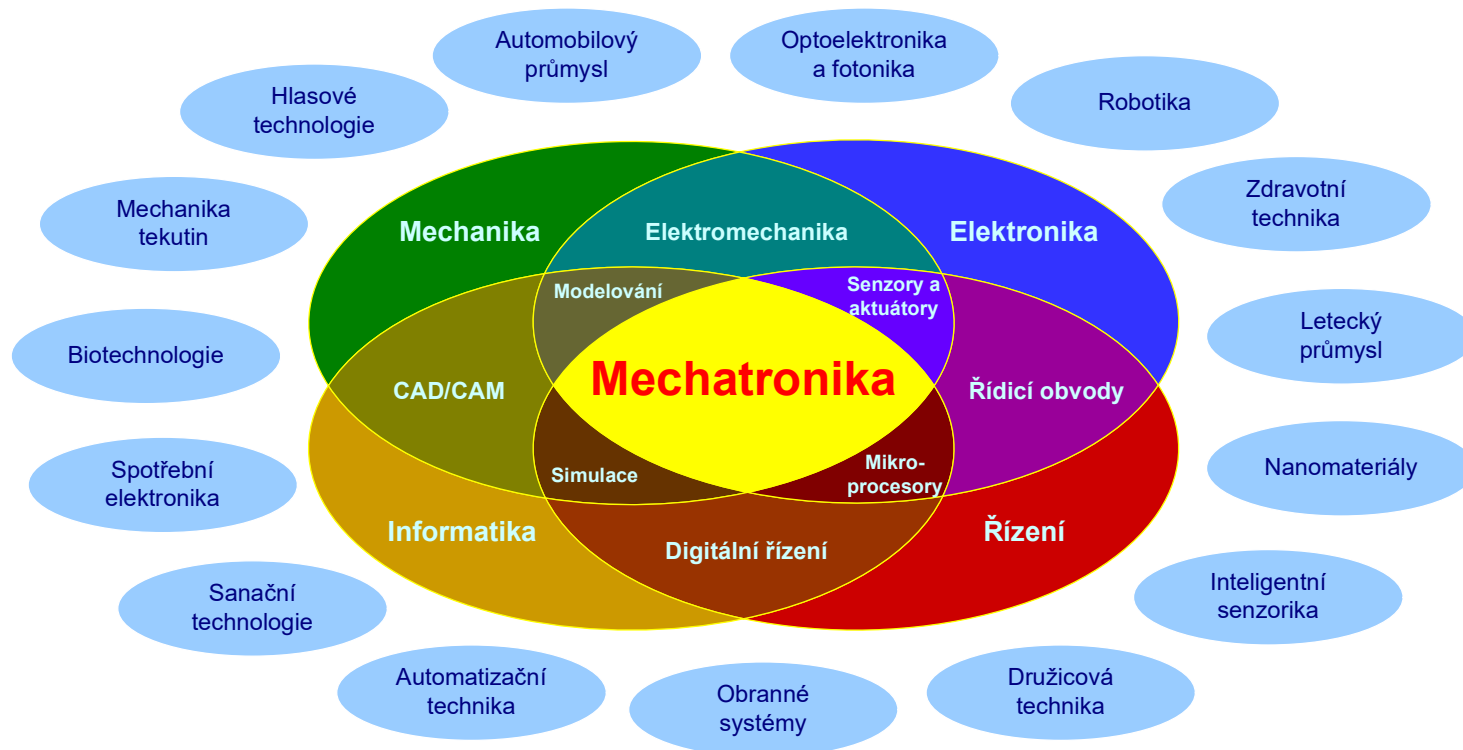 Automobilový
průmysl
Optoelektronika
a fotonika
Hlasové
technologie
Robotika
Mechanika
tekutin
Zdravotní
technika
Mechanika
Elektromechanika
Elektronika
Modelování
Senzory a
aktuátory
Biotechnologie
Letecký
průmysl
Mechatronika
CAD/CAM
Řídicí obvody
Spotřební
elektronika
Simulace
Mikro-
procesory
Nanomateriály
Informatika
Digitální řízení
Řízení
Sanační
technologie
Inteligentní
senzorika
Automatizační
technika
Obranné
systémy
Družicová
technika